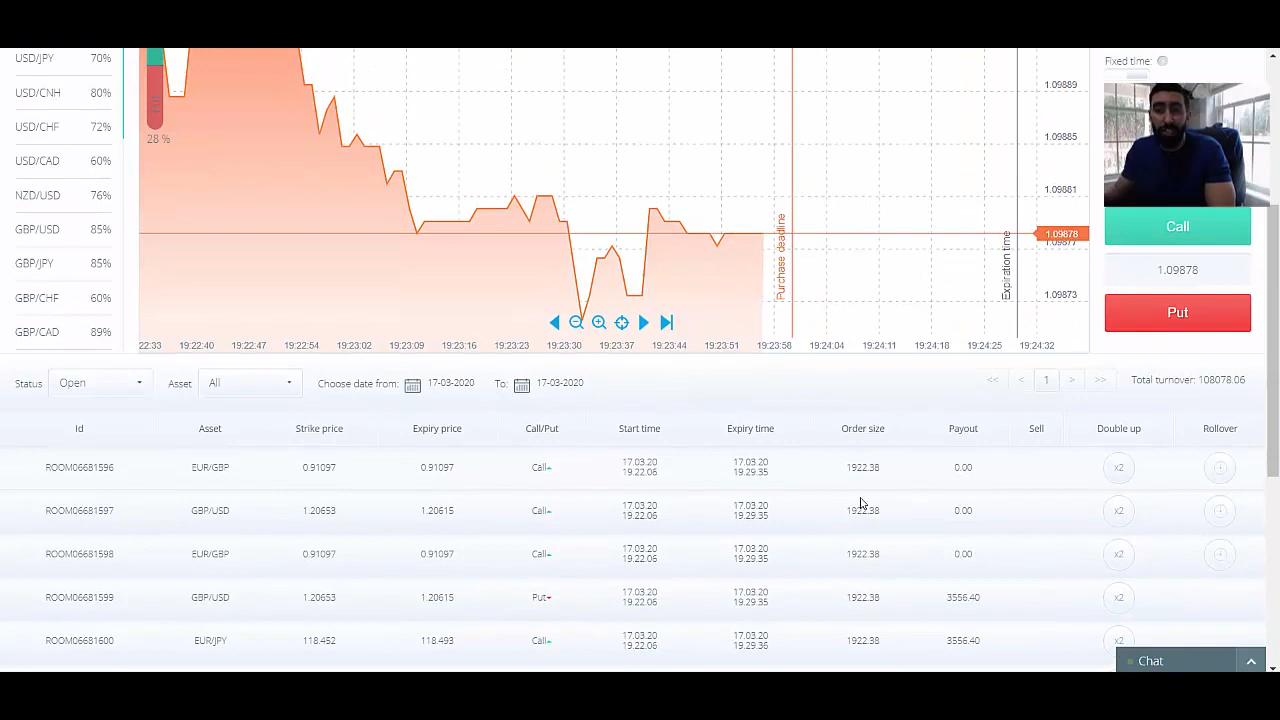 USD/JPY 70%
USD/CNH 80%
USD/CHF 72%
USD/CAD 60%
NZD/USD 76%
GBP/USD 85%
GBP/JPY 85%
GBP/CHF 60%
GBP/CAD 89%
28 %
1.09889
1.09885
1.09881
1.09878
1.09877
1.09873
Purchase deadline
Expiration time
22:33 19:22:40 19:22:47 19:22:54 19:23:02 19:23:09 19:23:16 19:23:23 19:23:30 19:23:37 19:23:44 19:23:51 19:23:58 19:24:04 19:24:11 19:24:18 19:24:25 19:24:32
Fixed time:
Call
1.09878
Put
Status Open Asset All Choose date from: 17-03-2020 To: 17-03-2020 << < 1 > >> Total turnover: 108078.06
Id Asset Strike price Expiry price Call/Put Start time Expiry time Order size Payout Sell Double up Rollover
ROOM06681596 EUR/GBP 0.91097 0.91097 Call 17.03.20 19.22.06 17.03.20 19.29.35 1922.38 0.00 x2
ROOM06681597 GBP/USD 1.20653 1.20615 Call 17.03.20 19.22.06 17.03.20 19.29.35 1922.38 0.00 x2
ROOM06681598 EUR/GBP 0.91097 0.91097 Call 17.03.20 19.22.06 17.03.20 19.29.35 1922.38 0.00 x2
ROOM06681599 GBP/USD 1.20653 1.20615 Put 17.03.20 19.22.06 17.03.20 19.29.35 1922.38 3556.40 x2
ROOM06681600 EUR/JPY 118.452 118.493 Call 17.03.20 19.22.06 17.03.20 19.29.36 1922.38 3556.40 x2
Chat